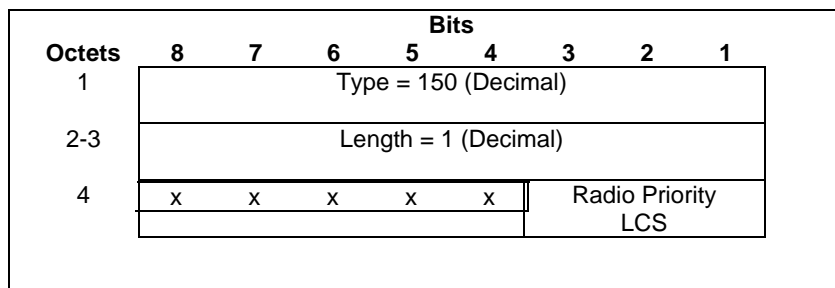 Bits
Octets 8 7 6 5 4 3 2 1
1 Type = 150 (Decimal)
2-3 Length = 1 (Decimal)
4 x x x x x Radio Priority
LCS